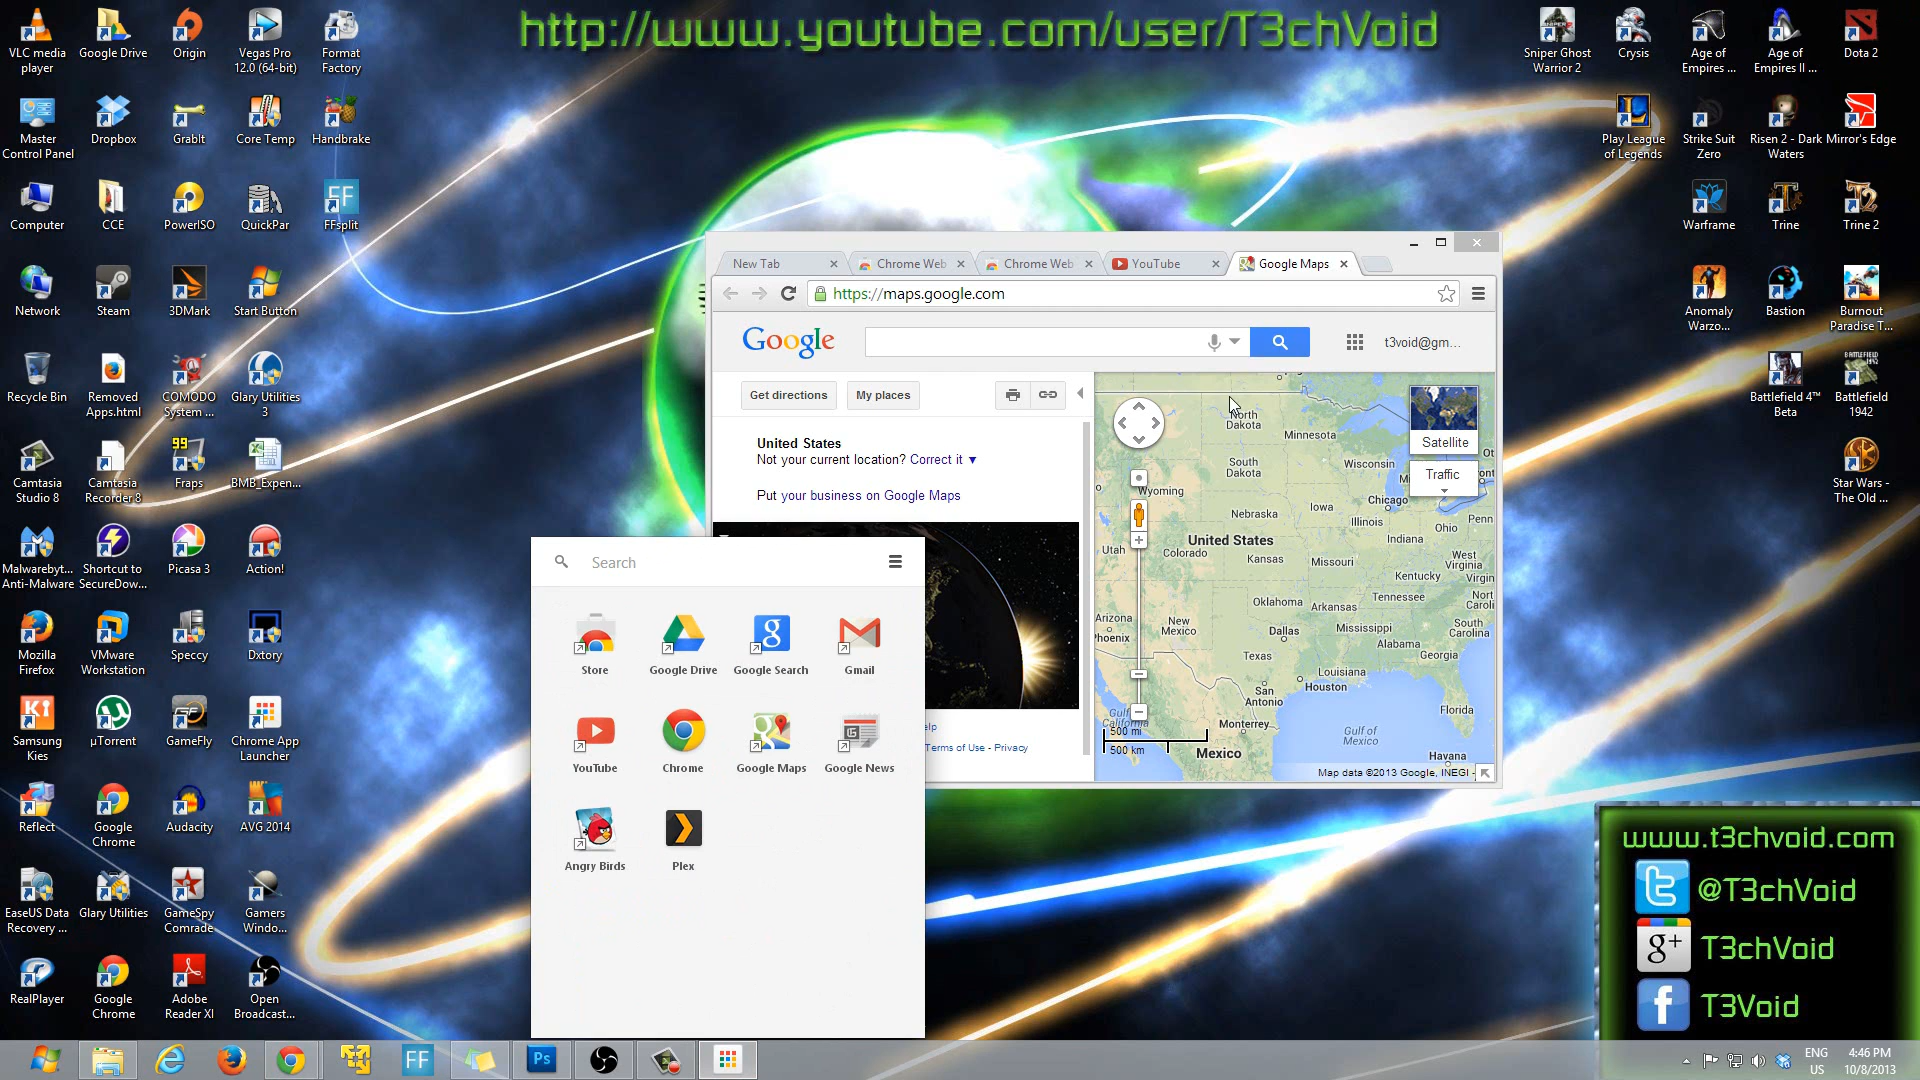 http://www.youtube.com/user/T3chVoid
VLC media
player
Google Drive
Origin
Vegas Pro
12.0 (64-bit)
Format
Factory
Master
Control Panel
Dropbox
GrabIt
Core Temp
Handbrake
Computer
CCE
PowerISO
QuickPar
FF
FFsplit
Network
Steam
3DMark
Start Button
Recycle Bin
Removed
Apps.html
COMODO
System ...
Glary Utilities
3
Camtasia
Studio 8
Camtasia
Recorder 8
99
Fraps
BMB_Expen...
Malwarebyt...
Anti-Malware
Shortcut to
SecureDow...
Picasa 3
Action!
Mozilla
Firefox
VMware
Workstation
Speccy
Dxtory
Samsung
Kies
µTorrent
GameFly
Chrome App
Launcher
Reflect
Google
Chrome
Audacity
AVG 2014
EaseUS Data
Recovery ...
Glary Utilities
GameSpy
Comrade
Gamers
Windo...
RealPlayer
Google
Chrome
Adobe
Reader XI
Open
Broadcast...
Sniper Ghost
Warrior 2
Crysis
Age of
Empires ...
Age of
Empires II ...
Dota 2
Play League
of Legends
Strike Suit
Zero
Risen 2 - Dark
Waters
Mirror's Edge
Warframe
Trine
Trine 2
Anomaly
Warzo...
Bastion
Burnout
Paradise T...
Battlefield 4™
Beta
Battlefield
1942
Star Wars -
The Old ...
New Tab
Chrome Web
Chrome Web
YouTube
Google Maps
https://maps.google.com
Google
t3void@gm...
Get directions
My places
United States
Not your current location? Correct it ▼
Put your business on Google Maps
elp
Terms of Use - Privacy
Satellite
Traffic
North
Dakota
Minnesota
South
Dakota
Wisconsin
Wyoming
Chicago
Nebraska
Iowa
Illinois
Ohio
Penn
Indiana
United States
Utah
Colorado
Kansas
Missouri
West
Virginia
Kentucky
Virgin
Oklahoma
Arkansas
Tennessee
North
Caroli
Arizona
Phoenix
New
Mexico
Dallas
Mississippi
South
Carolina
Alabama
Georgia
Texas
Louisiana
San
Antonio
Houston
Gulf of
California
Monterrey
Florida
Gulf of
Mexico
500 mi
500 km
Mexico
Havana
Map data ©2013 Google, INEGI -
Search
Store
Google Drive
Google Search
Gmail
YouTube
Chrome
Google Maps
Google News
Angry Birds
Plex
www.t3chvoid.com
@T3chVoid
g+ T3chVoid
T3Void
FF
Ps
ENG
US
4:46 PM
10/8/2013